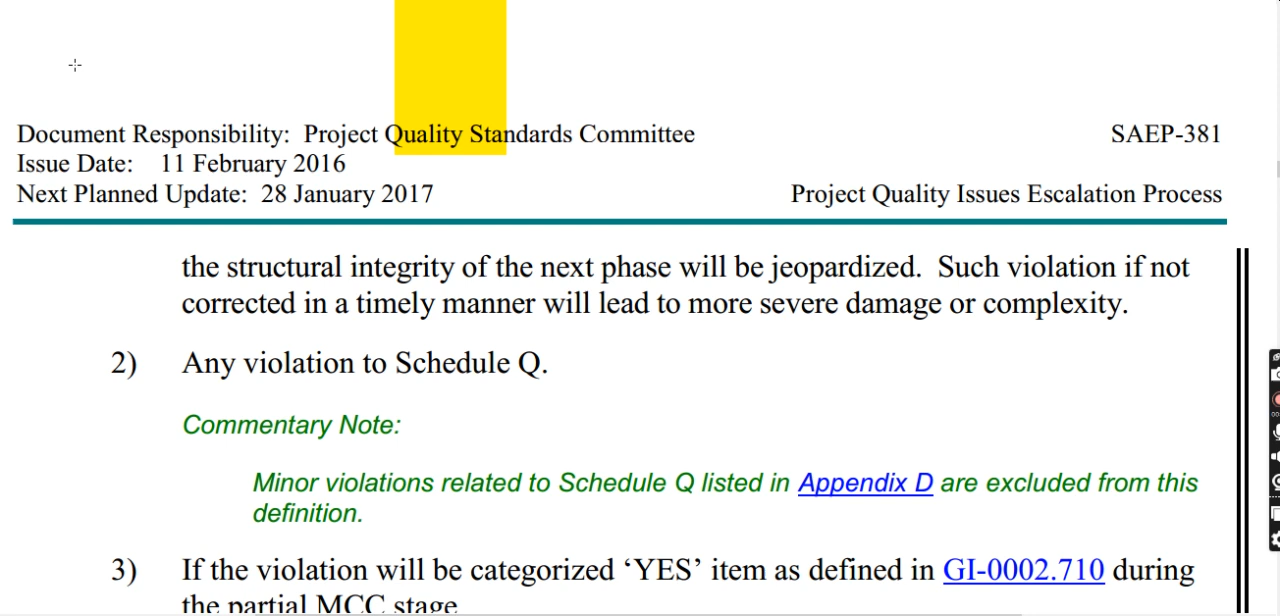 Document Responsibility: Project Quality Standards Committee SAEP-381
Issue Date: 11 February 2016
Next Planned Update: 28 January 2017 Project Quality Issues Escalation Process
the structural integrity of the next phase will be jeopardized. Such violation if not
corrected in a timely manner will lead to more severe damage or complexity.
2) Any violation to Schedule Q.
Commentary Note:
Minor violations related to Schedule Q listed in Appendix D are excluded from this
definition.
3) If the violation will be categorized ‘YES’ item as defined in GI-0002.710 during
the partial MCC stage